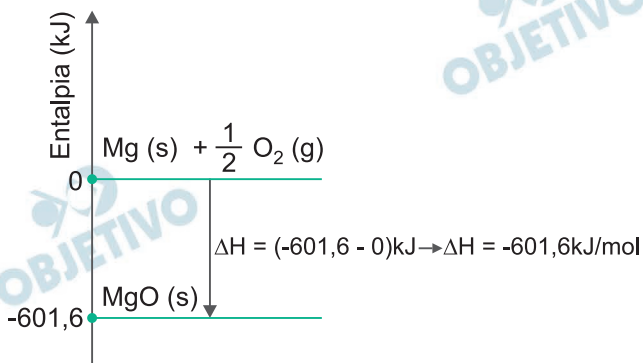 OBJETIVO
Entalpia (kJ)
Mg (s) + 1/2 O₂ (g)
0
OBJETIVO
ΔH = (-601,6 - 0)kJ→ΔH = -601,6kJ/mol
MgO (s)
-601,6